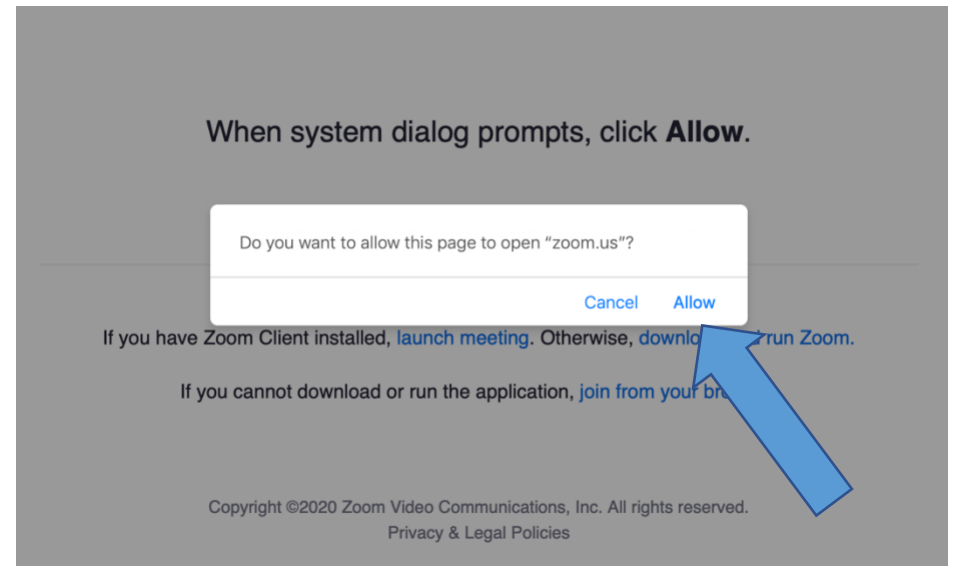 When system dialog prompts, click Allow.
Do you want to allow this page to open “zoom.us”?
Cancel Allow
If you have Zoom Client installed, launch meeting. Otherwise, run Zoom.
If you cannot download or run the application, join from your
Copyright ©2020 Zoom Video Communications, Inc. All rights reserved.
Privacy & Legal Policies